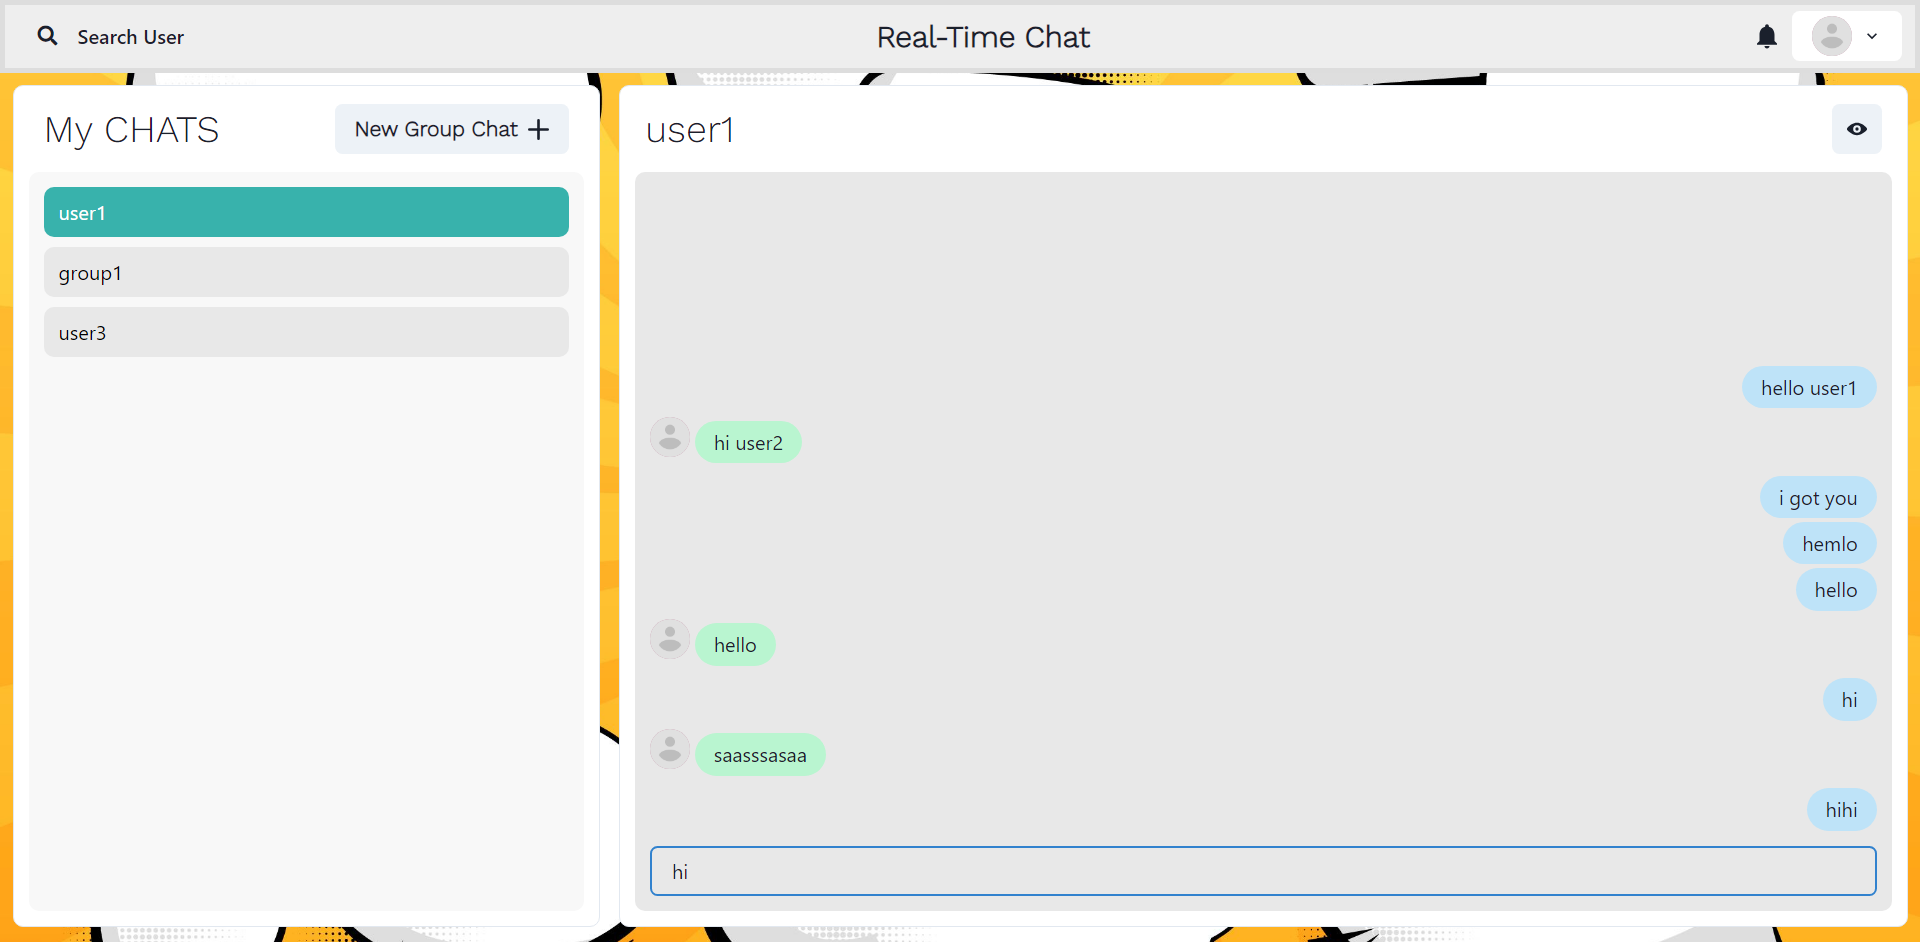 Search User
Real-Time Chat
My CHATS
New Group Chat
user1
group1
user3
user1
hello user1
hi user2
i got you
hemlo
hello
hello
hi
saasssasaa
hihi
hi